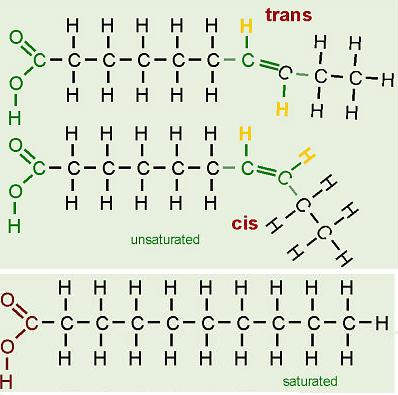 trans
H H H H H H H H
O C C C C C C C C C C H
O H H H H H H H H
H
H H H H H H H
O C C C C C C C C
O H H H H H C H
H cis H C H
unsaturated H H
H H H H H H H H H
O C C C C C C C C C C H
O H H H H H H H H H
H saturated